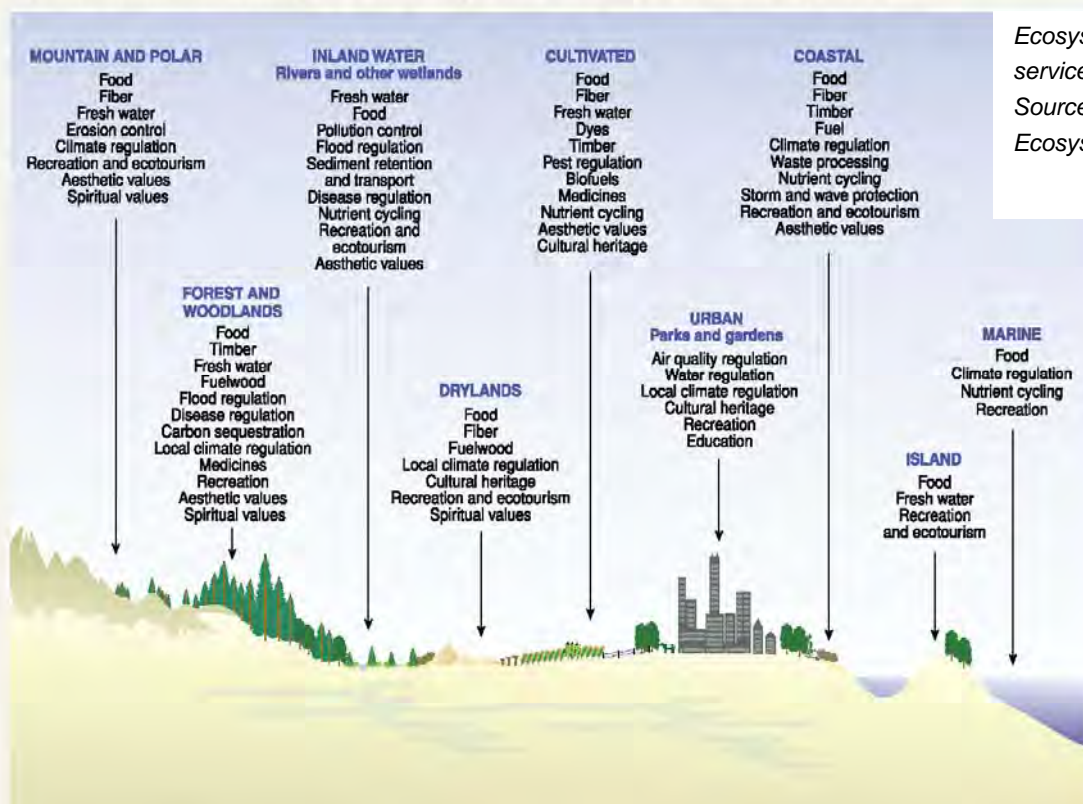 MOUNTAIN AND POLAR
Food
Fiber
Fresh water
Erosion control
Climate regulation
Recreation and ecotourism
Aesthetic values
Spiritual values
FOREST AND
WOODLANDS
Food
Timber
Fresh water
Fuelwood
Flood regulation
Disease regulation
Carbon sequestration
Local climate regulation
Medicines
Recreation
Aesthetic values
Spiritual values
INLAND WATER
Rivers and other wetlands
Fresh water
Food
Pollution control
Flood regulation
Sediment retention
and transport
Disease regulation
Nutrient cycling
Recreation and
ecotourism
Aesthetic values
DRYLANDS
Food
Fiber
Fuelwood
Local climate regulation
Cultural heritage
Recreation and ecotourism
Spiritual values
CULTIVATED
Food
Fiber
Fresh water
Dyes
Timber
Pest regulation
Biofuels
Medicines
Nutrient cycling
Aesthetic values
Cultural heritage
URBAN
Parks and gardens
Air quality regulation
Water regulation
Local climate regulation
Cultural heritage
Recreation
Education
COASTAL
Food
Fiber
Timber
Fuel
Climate regulation
Waste processing
Nutrient cycling
Storm and wave protection
Recreation and ecotourism
Aesthetic values
ISLAND
Food
Fresh water
Recreation
and ecotourism
MARINE
Food
Climate regulation
Nutrient cycling
Recreation
Ecosys
service
Source
Ecosys